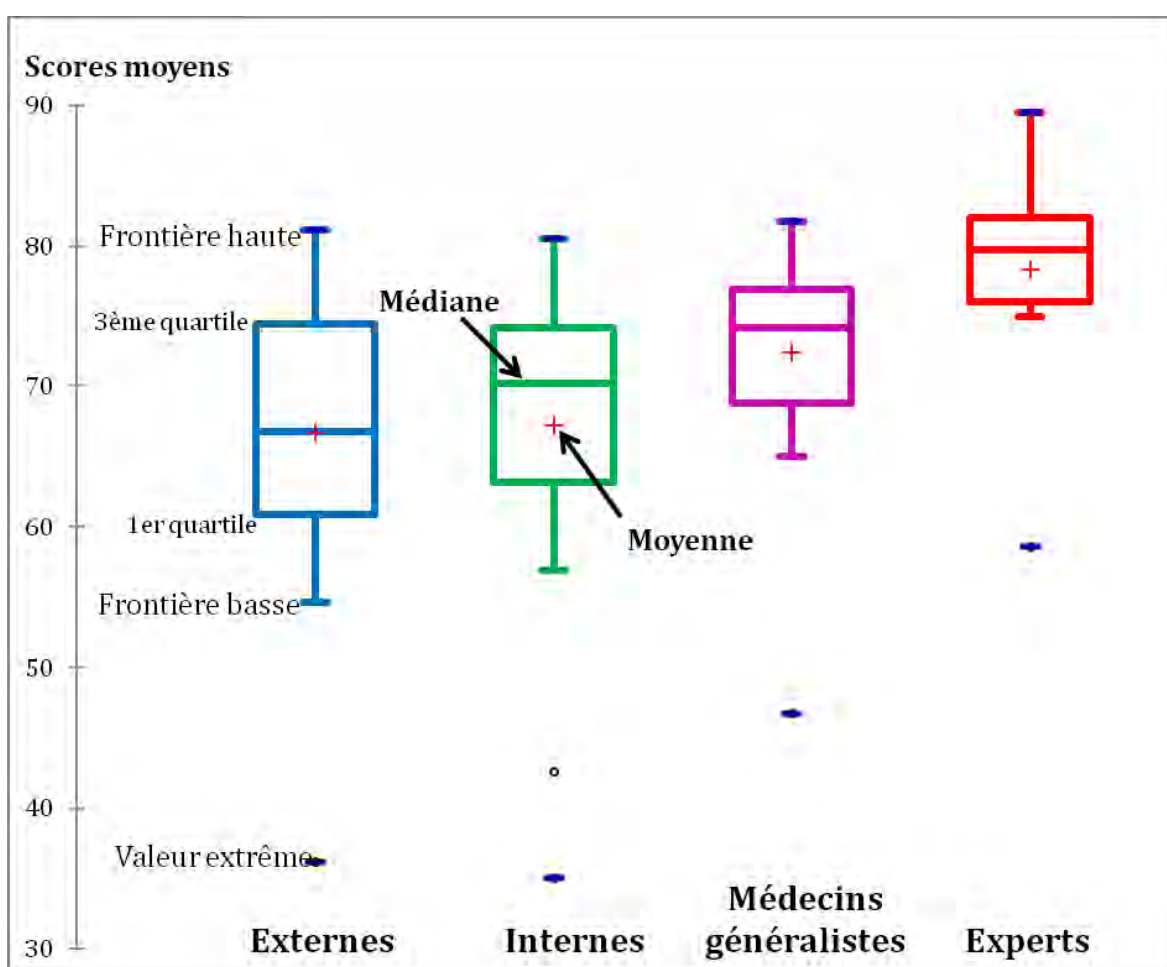 Scores moyens
90
Frontière haute
80
Médiane
3ème quartile
70
Moyenne
1er quartile
60
Frontière basse
50
40
Valeur extrême
30
Externes
Internes
Médecins
généralistes
Experts